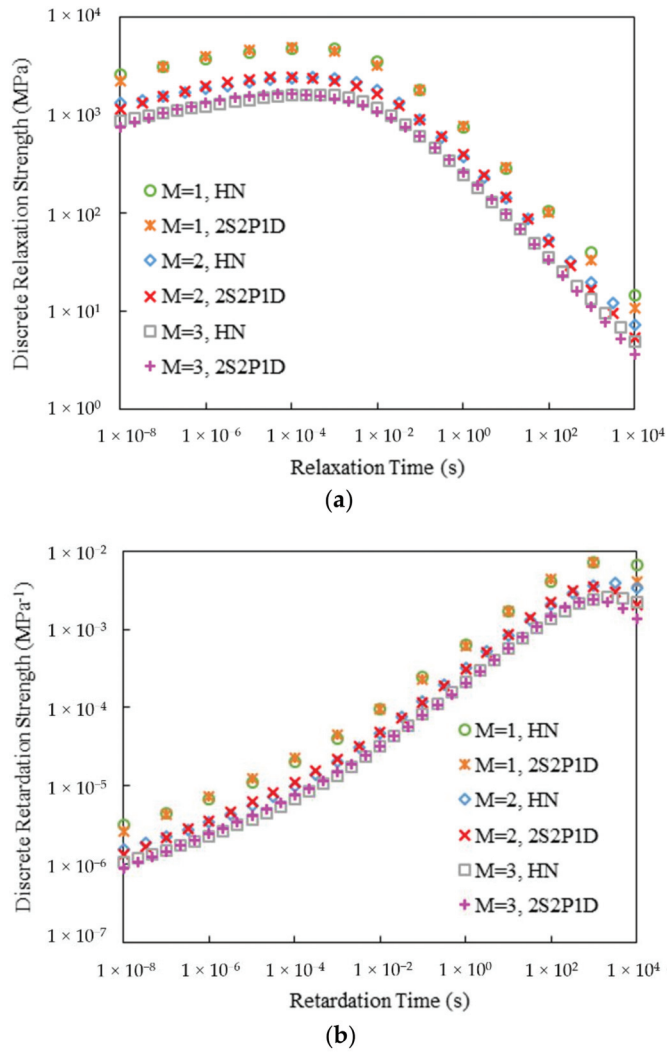 1 × 10⁴
1 × 10³
1 × 10²
1 × 10¹
1 × 10⁰
Discrete Relaxation Strength (MPa)
M=1, HN
M=1, 2S2P1D
M=2, HN
M=2, 2S2P1D
M=3, HN
M=3, 2S2P1D
1 × 10⁻⁸ 1 × 10⁻⁶ 1 × 10⁴ 1 × 10⁻² 1 × 10⁰ 1 × 10² 1 × 10⁴
Relaxation Time (s)
(a)
1 × 10⁻²
1 × 10⁻³
1 × 10⁻⁴
1 × 10⁻⁵
1 × 10⁻⁶
1 × 10⁻⁷
Discrete Retardation Strength (MPa⁻¹)
M=1, HN
M=1, 2S2P1D
M=2, HN
M=2, 2S2P1D
M=3, HN
M=3, 2S2P1D
1 × 10⁻⁸ 1 × 10⁻⁶ 1 × 10⁴ 1 × 10⁻² 1 × 10⁰ 1 × 10² 1 × 10⁴
Retardation Time (s)
(b)